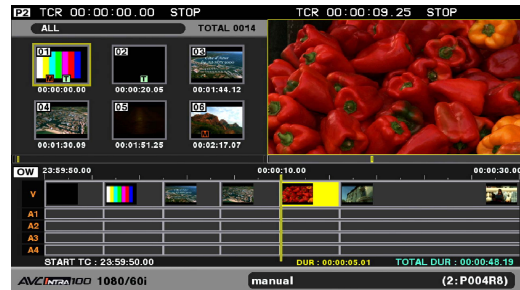 P2 TCR 00:00:00.00 STOP TCR 00:00:09.25 STOP
ALL TOTAL 0014
01 02 03
T T
00:00:00.00 00:00:20.05 00:01:44.12
04 05 06
00:01:30.09 00:01:51.25 00:02:17.07
OW 23:59:50.00 00:00:10.00 00:00:30.00
V
A1
A2
A3
A4
START TC : 23:59:50.00 DUR : 00:00:05.01 TOTAL DUR : 00:00:48.19
AVC INTRA 100 1080/60i manual (2:P004R8)